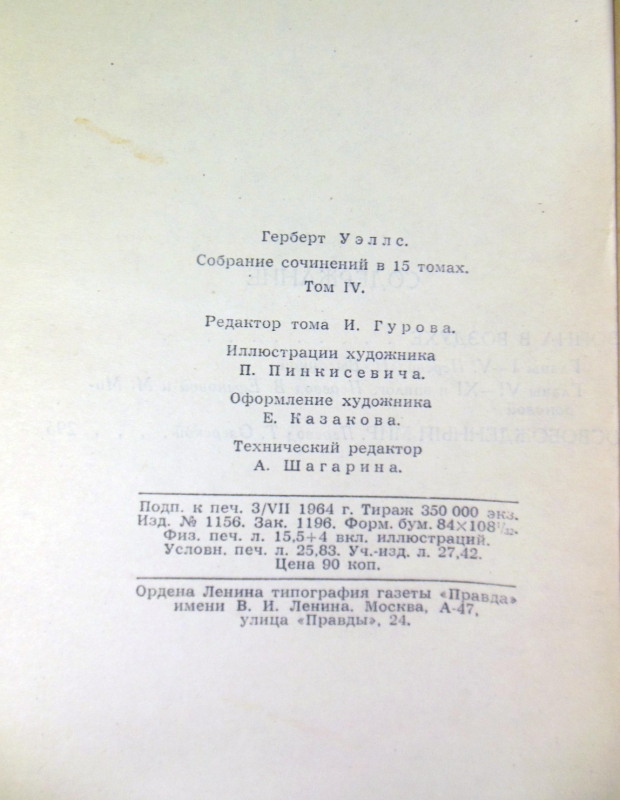 Герберт Уэллс.
Собрание сочинений в 15 томах.
Том IV.
Редактор тома И. Гурова.
Иллюстрации художника
П. Пинкисевича.
Оформление художника
Е. Казакова.
Технический редактор
А. Шагарина.
Подп. к печ. 3/VII 1964 г. Тираж 350 000 экз.
Изд. № 1156. Зак. 1196. Форм. бум. 84×108¹/₃₂.
Физ. печ. л. 15,5+4 вкл. иллюстраций.
Условн. печ. л. 25,83. Уч.-изд. л. 27,42.
Цена 90 коп.
Ордена Ленина типография газеты «Правда»
имени В. И. Ленина. Москва, А-47,
улица «Правды», 24.